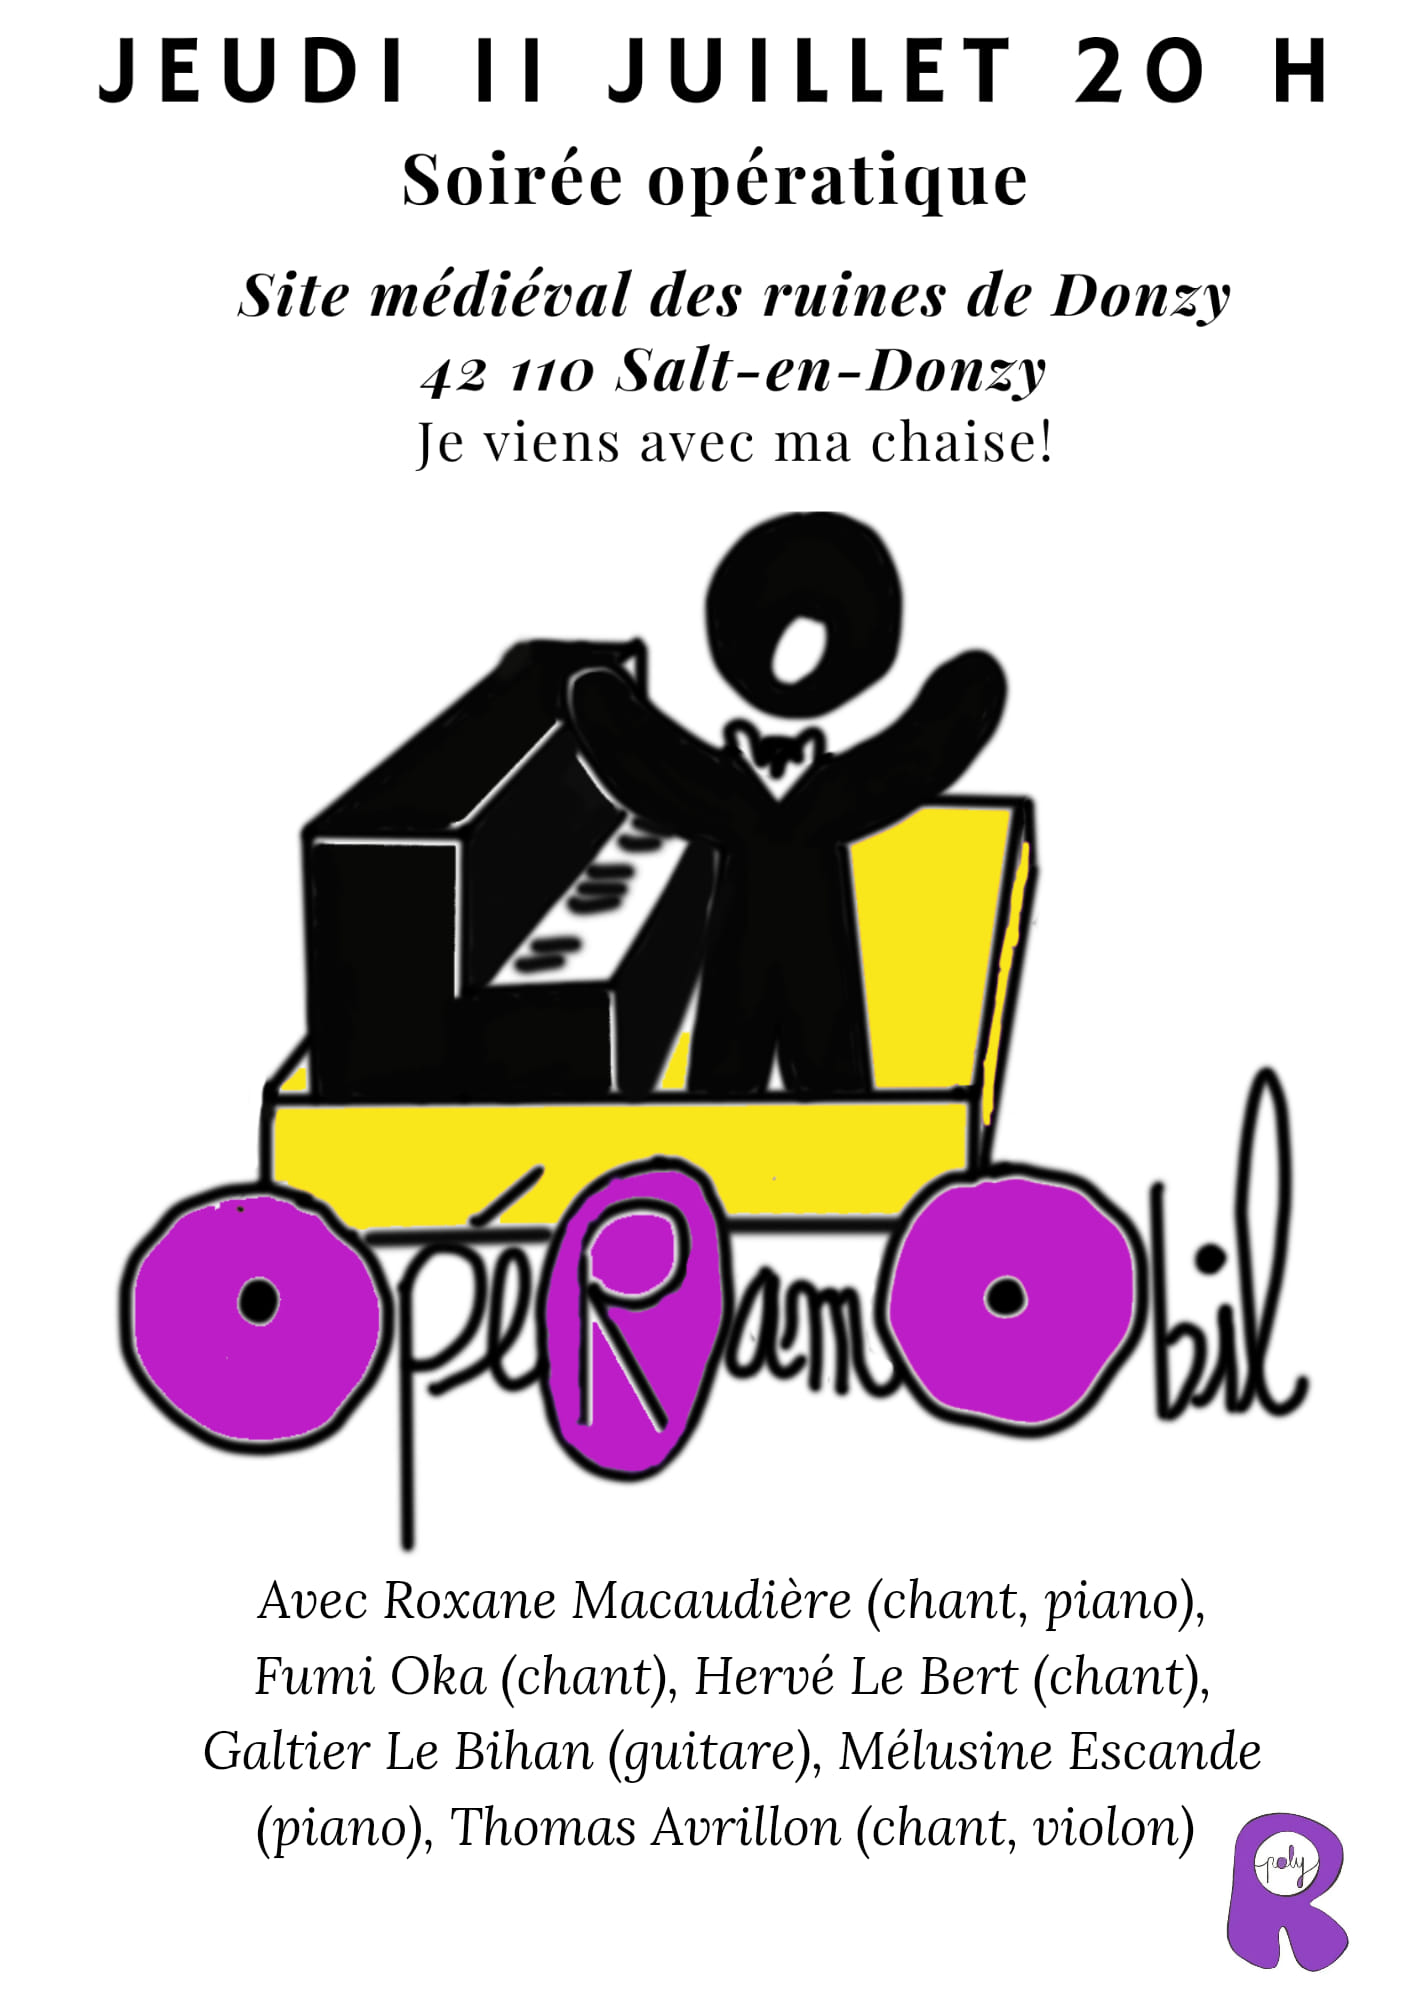 JEUDI 11 JUILLET 20 H
Soirée opératique
Site médiéval des ruines de Donzy
42 110 Salt-en-Donzy
Je viens avec ma chaise!
OpéRamObil
Avec Roxane Macaudière (chant, piano),
Fumi Oka (chant), Hervé Le Bert (chant),
Galtier Le Bihan (guitare), Mélusine Escande
(piano), Thomas Avrillon (chant, violon)
poly
R